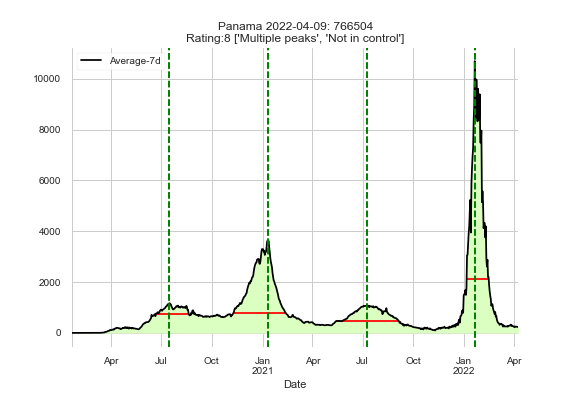 Panama 2022-04-09: 766504
Rating:8 ['Multiple peaks', 'Not in control']
Average-7d
10000
8000
6000
4000
2000
0
Apr Jul Oct Jan Apr Jul Oct Jan Apr
2021 2022
Date